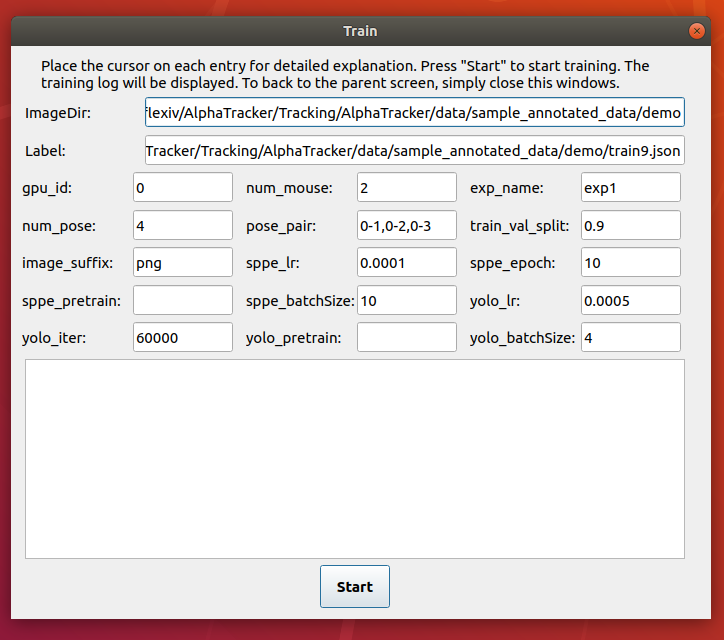 Train
Place the cursor on each entry for detailed explanation. Press "Start" to start training. The
training log will be displayed. To back to the parent screen, simply close this windows.
ImageDir: flexiv/AlphaTracker/Tracking/AlphaTracker/data/sample_annotated_data/demo
Label: Tracker/Tracking/AlphaTracker/data/sample_annotated_data/demo/train9.json
gpu_id: 0 num_mouse: 2 exp_name: exp1
num_pose: 4 pose_pair: 0-1,0-2,0-3 train_val_split: 0.9
image_suffix: png sppe_lr: 0.0001 sppe_epoch: 10
sppe_pretrain: sppe_batchSize: 10 yolo_lr: 0.0005
yolo_iter: 60000 yolo_pretrain: yolo_batchSize: 4
Start